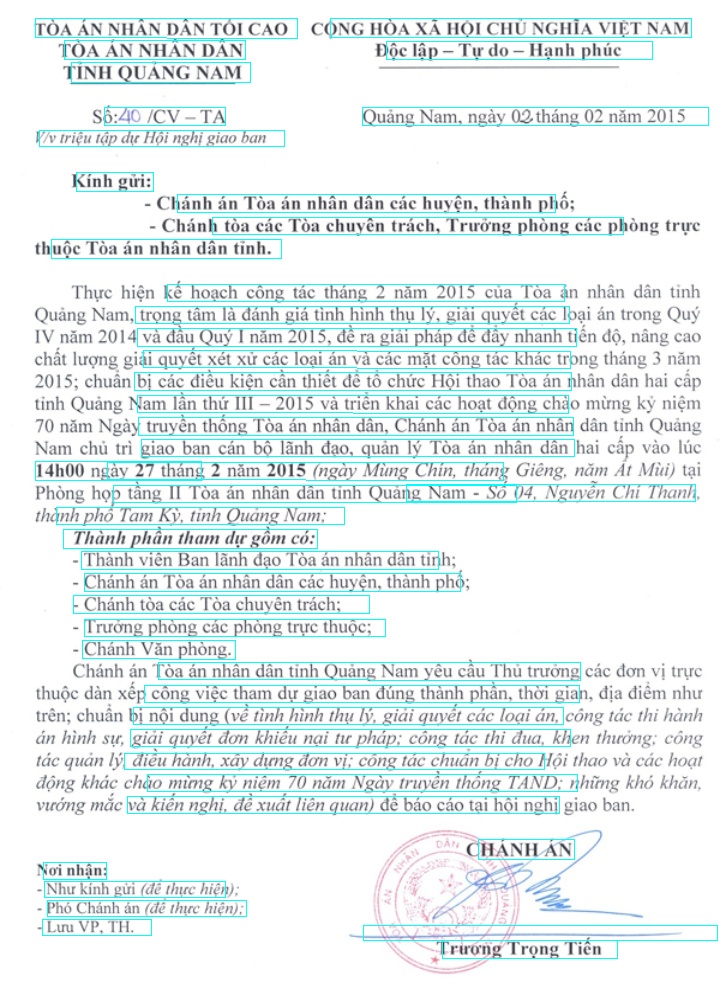 TÒA ÁN NHÂN DÂN TỐI CAO
TÒA ÁN NHÂN DÂN
TỈNH QUẢNG NAM
CỘNG HÒA XÃ HỘI CHỦ NGHĨA VIỆT NAM
Độc lập – Tự do – Hạnh phúc
Số:40 /CV – TA
V/v triệu tập dự Hội nghị giao ban
Quảng Nam, ngày 02 tháng 02 năm 2015
Kính gửi:
- Chánh án Tòa án nhân dân các huyện, thành phố;
- Chánh tòa các Tòa chuyên trách, Trưởng phòng các phòng trực
thuộc Tòa án nhân dân tỉnh.
Thực hiện kế hoạch công tác tháng 2 năm 2015 của Tòa án nhân dân tỉnh
Quảng Nam, trọng tâm là đánh giá tình hình thụ lý, giải quyết các loại án trong Quý
IV năm 2014 và đầu Quý I năm 2015, đề ra giải pháp để đẩy nhanh tiến độ, nâng cao
chất lượng giải quyết xét xử các loại án và các mặt công tác khác trong tháng 3 năm
2015; chuẩn bị các điều kiện cần thiết để tổ chức Hội thao Tòa án nhân dân hai cấp
tỉnh Quảng Nam lần thứ III – 2015 và triển khai các hoạt động chào mừng kỷ niệm
70 năm Ngày truyền thống Tòa án nhân dân, Chánh án Tòa án nhân dân tỉnh Quảng
Nam chủ trì giao ban cán bộ lãnh đạo, quản lý Tòa án nhân dân hai cấp vào lúc
14h00 ngày 27 tháng 2 năm 2015 (ngày Mùng Chín, tháng Giêng, năm Ất Mùi) tại
Phòng họp tầng II Tòa án nhân dân tỉnh Quảng Nam - Số 04, Nguyễn Chí Thanh,
thành phố Tam Kỳ, tỉnh Quảng Nam;
Thành phần tham dự gồm có:
- Thành viên Ban lãnh đạo Tòa án nhân dân tỉnh;
- Chánh án Tòa án nhân dân các huyện, thành phố;
- Chánh tòa các Tòa chuyên trách;
- Trưởng phòng các phòng trực thuộc;
- Chánh Văn phòng.
Chánh án Tòa án nhân dân tỉnh Quảng Nam yêu cầu Thủ trưởng các đơn vị trực
thuộc dàn xếp công việc tham dự giao ban đúng thành phần, thời gian, địa điểm như
trên; chuẩn bị nội dung (về tình hình thụ lý, giải quyết các loại án, công tác thi hành
án hình sự, giải quyết đơn khiếu nại tư pháp; công tác thi đua, khen thưởng; công
tác quản lý, điều hành, xây dựng đơn vị; công tác chuẩn bị cho Hội thao và các hoạt
động khác chào mừng kỷ niệm 70 năm Ngày truyền thống TAND; những khó khăn,
vướng mắc và kiến nghị, đề xuất liên quan) để báo cáo tại hội nghị giao ban.
CHÁNH ÁN
Nơi nhận:
- Như kính gửi (để thực hiện);
- Phó Chánh án (để thực hiện);
- Lưu VP, TH.
Trương Trọng Tiến